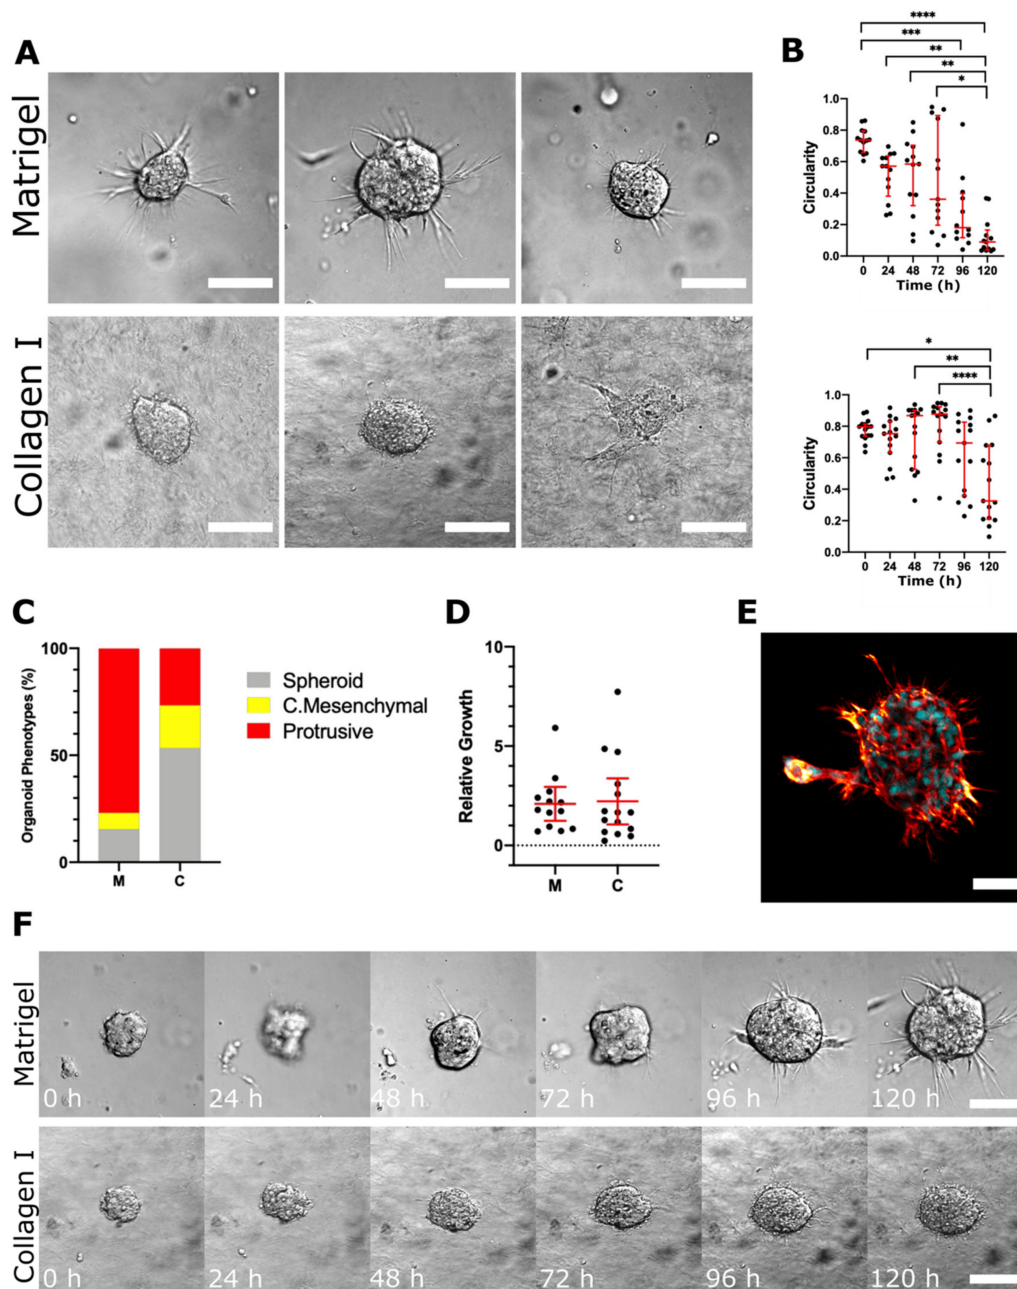 A
Matrigel
Collagen I
B
****
***
**
**
*
Circularity
1.0
0.8
0.6
0.4
0.2
0.0
0 24 48 72 96 120
Time (h)
*
**
****
Circularity
1.0
0.8
0.6
0.4
0.2
0.0
0 24 48 72 96 120
Time (h)
C
Organoid Phenotypes (%)
100
50
0
M C
Spheroid
C.Mesenchymal
Protrusive
D
Relative Growth
10
5
0
M C
E
F
Matrigel
0 h 24 h 48 h 72 h 96 h 120 h
Collagen I
0 h 24 h 48 h 72 h 96 h 120 h